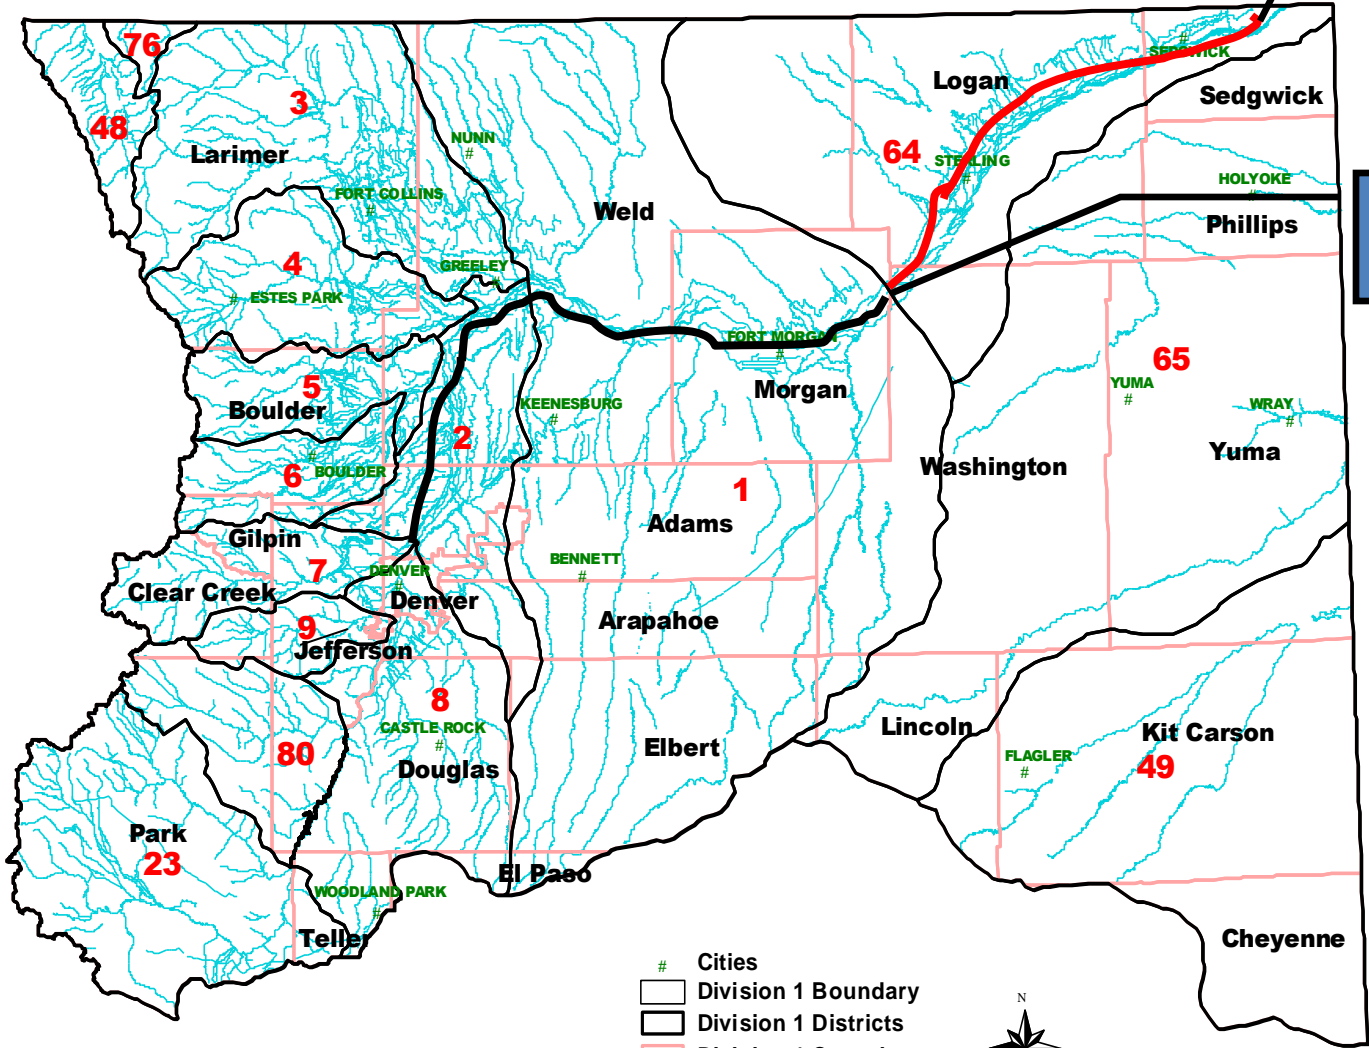 76
3
48
Larimer
NUNN
#
FORT COLLINS
#
Weld
Logan
64
STERLING
#
#
SEDGWICK
Sedgwick
HOLYOKE
#
Phillips
4
GREELEY
#
# ESTES PARK
FORT MORGAN
#
Morgan
65
YUMA
#
WRAY
#
Yuma
5
Boulder
KEENESBURG
#
2
#
BOULDER
6
Washington
1
Adams
Gilpin
7
DENVER
#
Denver
BENNETT
#
Clear Creek
Arapahoe
9
Jefferson
8
CASTLE ROCK
#
Douglas
80
Elbert
Lincoln
Kit Carson
FLAGLER
#
49
Park
23
El Paso
WOODLAND PARK
#
Teller
Cheyenne
# Cities
Division 1 Boundary
Division 1 Districts
N